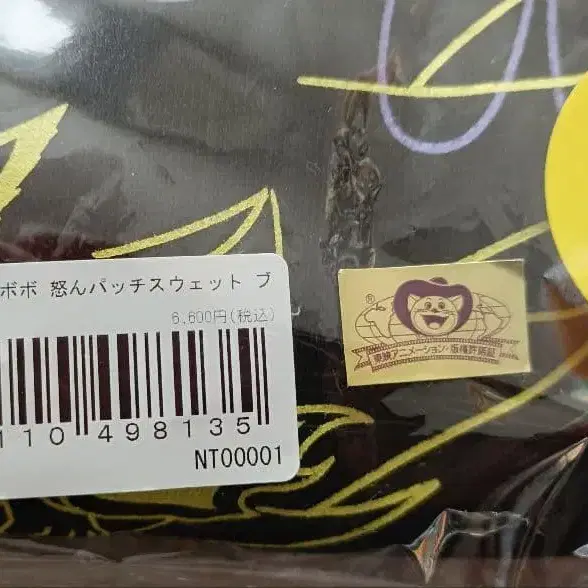 ボボ 怒んパッチスウェット ブ
6,600円(税込)
110 498135
NT00001
®
東映アニメーション・版権許諾証